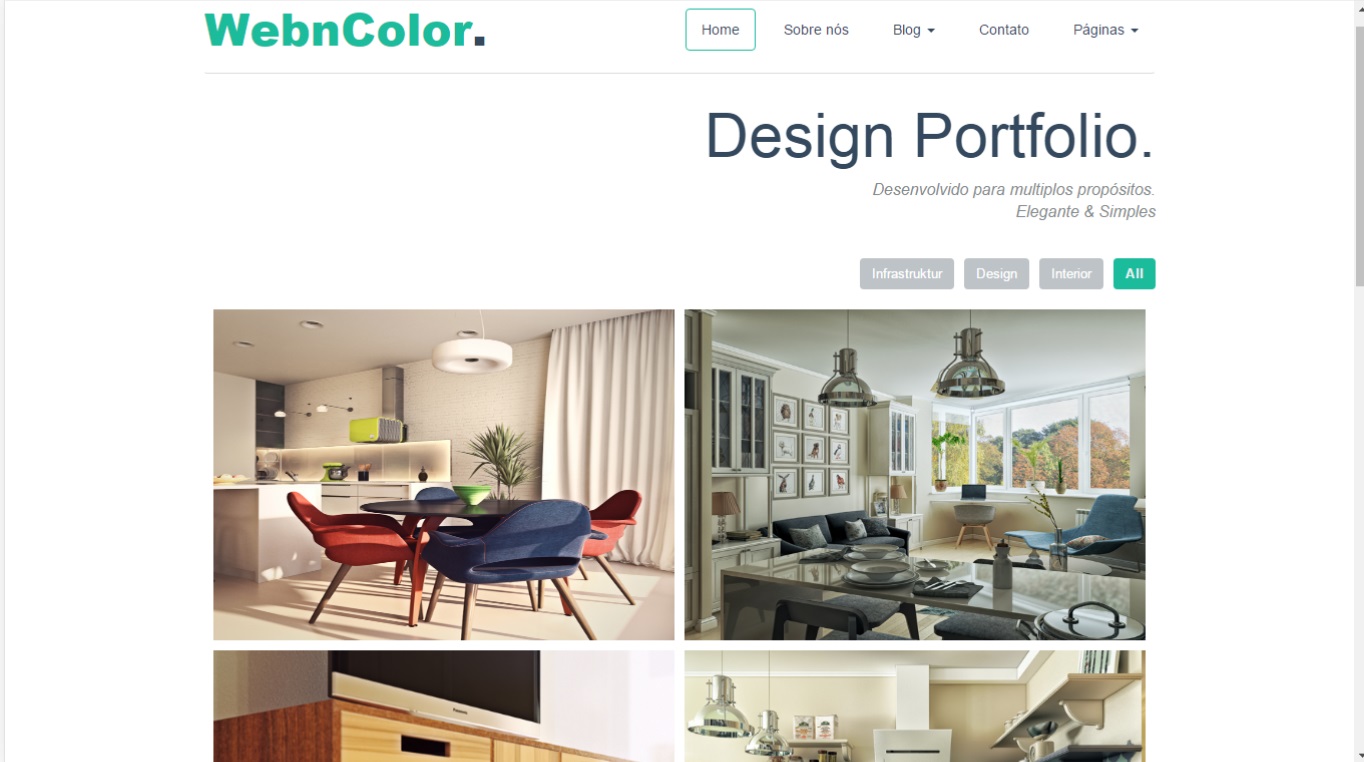 WebnColor.
Home Sobre nós Blog Contato Páginas
Design Portfolio.
Desenvolvido para multiplos propósitos.
Elegante & Simples
Infrastruktur Design Interior All
Panasonic